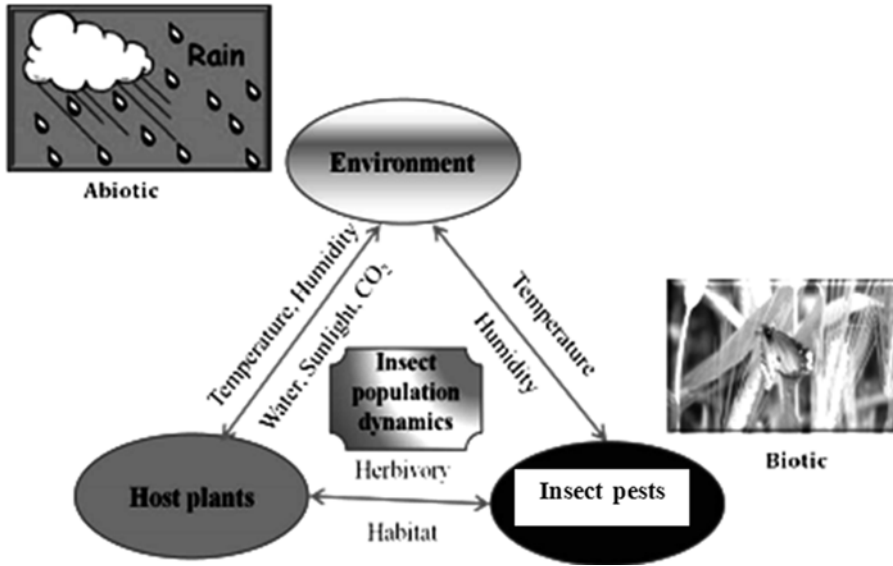 Rain
Abiotic
Environment
Temperature, Humidity
Water, Sunlight, CO₂
Temperature
Humidity
Insect
population
dynamics
Biotic
Host plants
Herbivory
Habitat
Insect pests